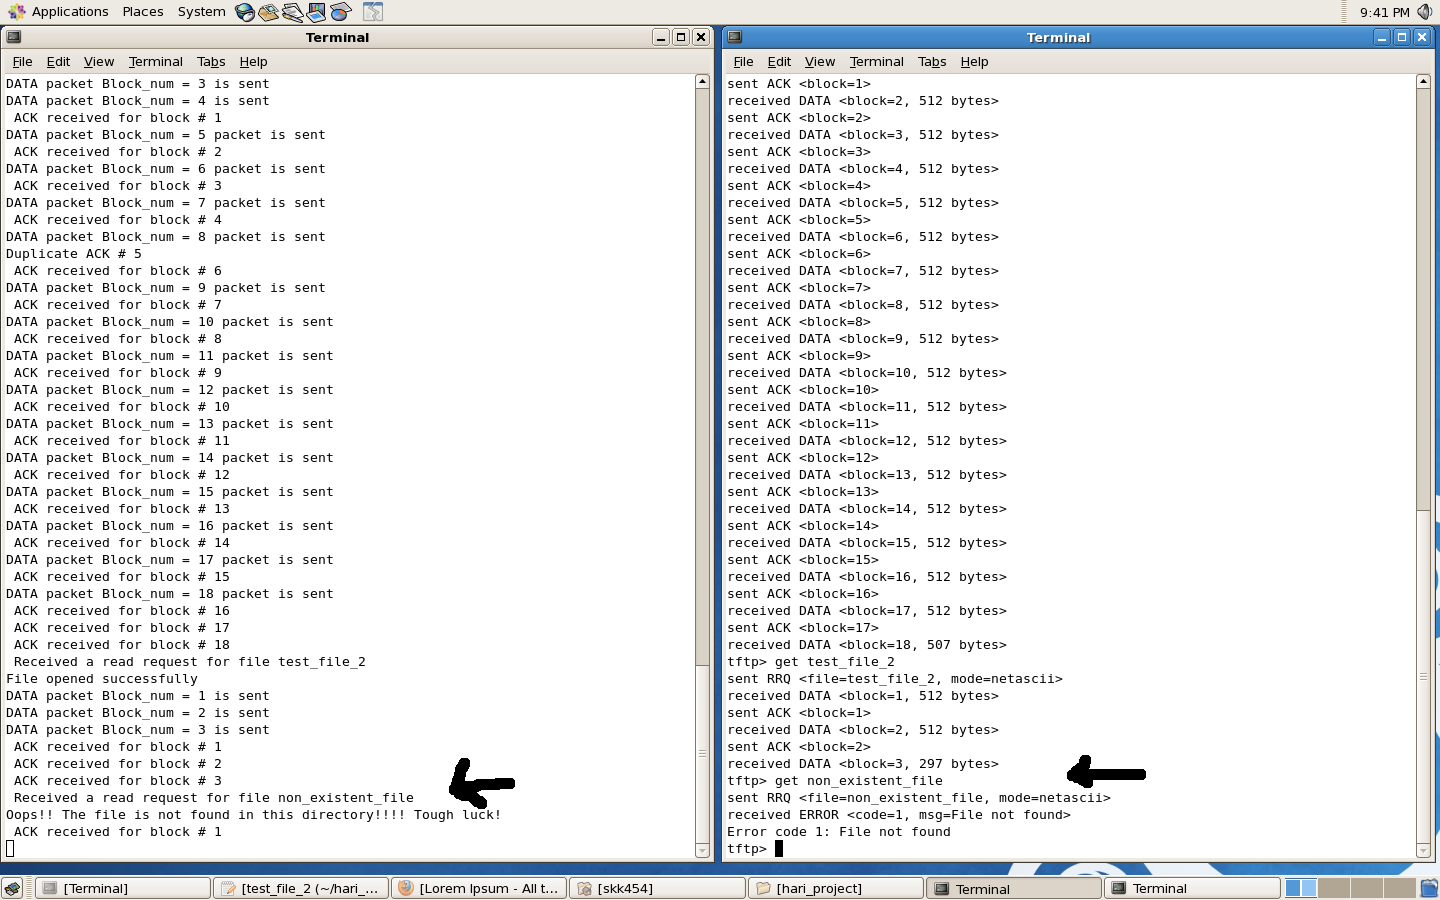 Applications Places System 9:41 PM
Terminal
File Edit View Terminal Tabs Help
DATA packet Block_num = 3 is sent
DATA packet Block_num = 4 is sent
ACK received for block # 1
DATA packet Block_num = 5 packet is sent
ACK received for block # 2
DATA packet Block_num = 6 packet is sent
ACK received for block # 3
DATA packet Block_num = 7 packet is sent
ACK received for block # 4
DATA packet Block_num = 8 packet is sent
Duplicate ACK # 5
ACK received for block # 6
DATA packet Block_num = 9 packet is sent
ACK received for block # 7
DATA packet Block_num = 10 packet is sent
ACK received for block # 8
DATA packet Block_num = 11 packet is sent
ACK received for block # 9
DATA packet Block_num = 12 packet is sent
ACK received for block # 10
DATA packet Block_num = 13 packet is sent
ACK received for block # 11
DATA packet Block_num = 14 packet is sent
ACK received for block # 12
DATA packet Block_num = 15 packet is sent
ACK received for block # 13
DATA packet Block_num = 16 packet is sent
ACK received for block # 14
DATA packet Block_num = 17 packet is sent
ACK received for block # 15
DATA packet Block_num = 18 packet is sent
ACK received for block # 16
ACK received for block # 17
ACK received for block # 18
Received a read request for file test_file_2
File opened successfully
DATA packet Block_num = 1 is sent
DATA packet Block_num = 2 is sent
DATA packet Block_num = 3 is sent
ACK received for block # 1
ACK received for block # 2
ACK received for block # 3
Received a read request for file non_existent_file
Oops!! The file is not found in this directory!!!! Tough luck!
ACK received for block # 1
Terminal
File Edit View Terminal Tabs Help
sent ACK <block=1>
received DATA <block=2, 512 bytes>
sent ACK <block=2>
received DATA <block=3, 512 bytes>
sent ACK <block=3>
received DATA <block=4, 512 bytes>
sent ACK <block=4>
received DATA <block=5, 512 bytes>
sent ACK <block=5>
received DATA <block=6, 512 bytes>
sent ACK <block=6>
received DATA <block=7, 512 bytes>
sent ACK <block=7>
received DATA <block=8, 512 bytes>
sent ACK <block=8>
received DATA <block=9, 512 bytes>
sent ACK <block=9>
received DATA <block=10, 512 bytes>
sent ACK <block=10>
received DATA <block=11, 512 bytes>
sent ACK <block=11>
received DATA <block=12, 512 bytes>
sent ACK <block=12>
received DATA <block=13, 512 bytes>
sent ACK <block=13>
received DATA <block=14, 512 bytes>
sent ACK <block=14>
received DATA <block=15, 512 bytes>
sent ACK <block=15>
received DATA <block=16, 512 bytes>
sent ACK <block=16>
received DATA <block=17, 512 bytes>
sent ACK <block=17>
received DATA <block=18, 507 bytes>
tftp> get test_file_2
sent RRQ <file=test_file_2, mode=netascii>
received DATA <block=1, 512 bytes>
sent ACK <block=1>
received DATA <block=2, 512 bytes>
sent ACK <block=2>
received DATA <block=3, 297 bytes>
tftp> get non_existent_file
sent RRQ <file=non_existent_file, mode=netascii>
received ERROR <code=1, msg=File not found>
Error code 1: File not found
tftp>
[Terminal] [test_file_2 (~/hari_... [Lorem Ipsum - All t... [skk454] [hari_project] Terminal Terminal